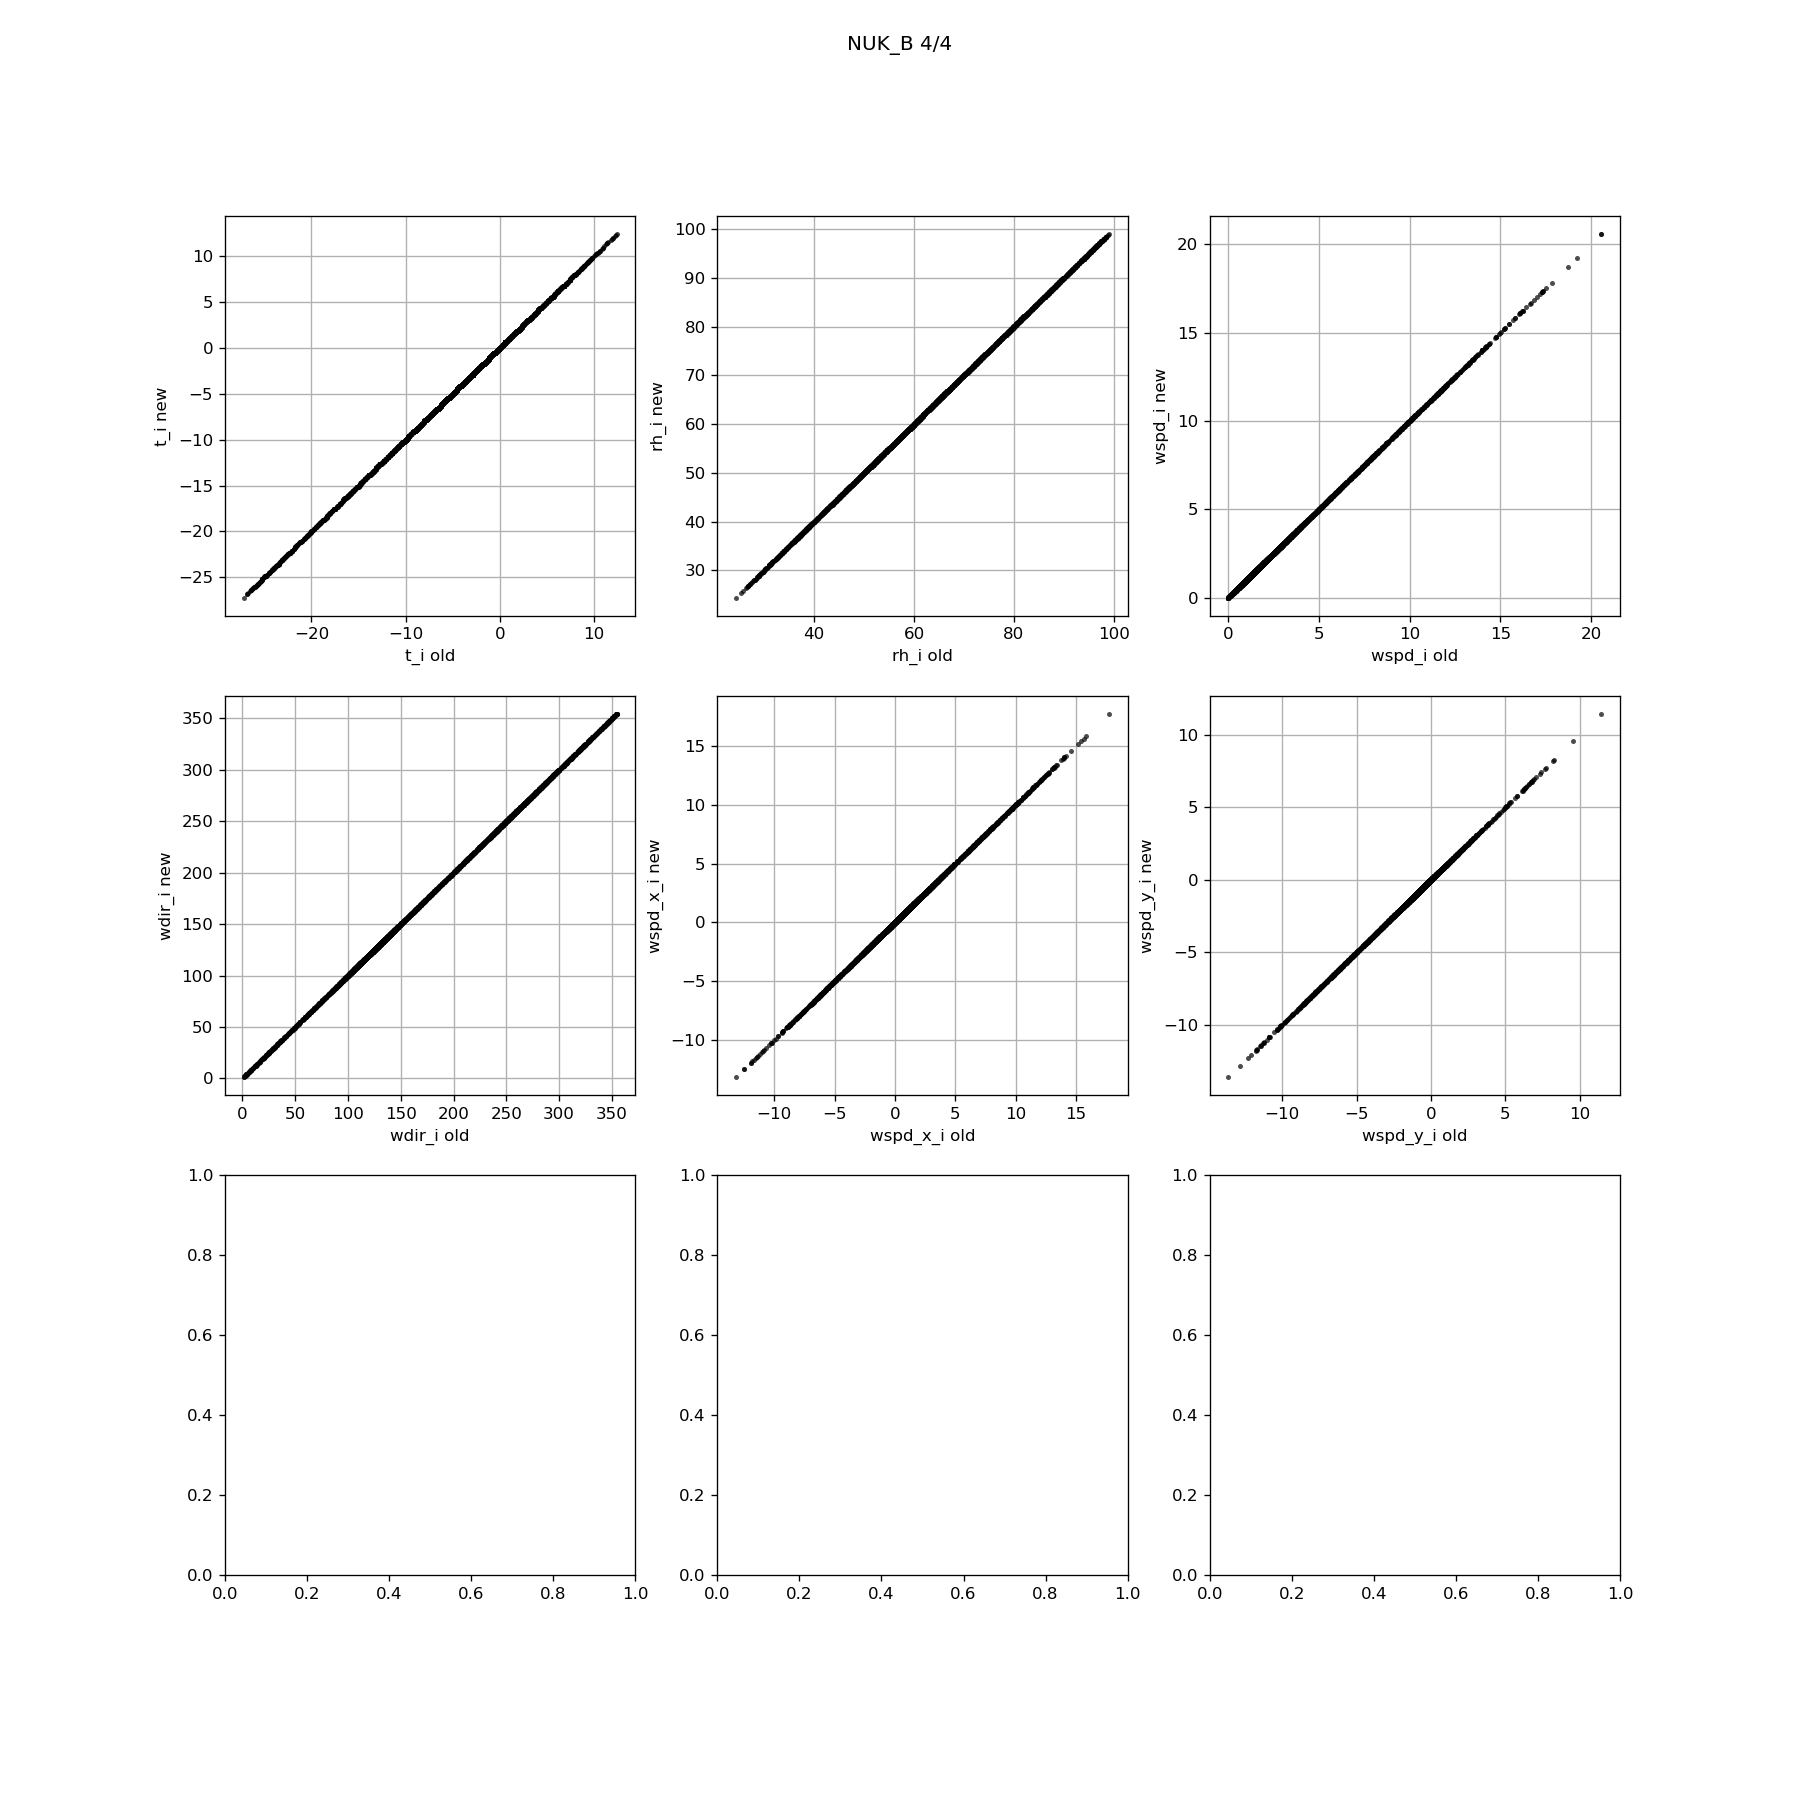 NUK_B 4/4
10
5
0
−5
−10
−15
−20
−25
t_i new
−20 −10 0 10
t_i old
100
90
80
70
60
50
40
30
rh_i new
40 60 80 100
rh_i old
20
15
10
5
0
wspd_i new
0 5 10 15 20
wspd_i old
350
300
250
200
150
100
50
0
wdir_i new
0 50 100 150 200 250 300 350
wdir_i old
15
10
5
0
−5
−10
wspd_x_i new
−10 −5 0 5 10 15
wspd_x_i old
10
5
0
−5
−10
wspd_y_i new
−10 −5 0 5 10
wspd_y_i old
1.0
0.8
0.6
0.4
0.2
0.0
0.0 0.2 0.4 0.6 0.8 1.0
1.0
0.8
0.6
0.4
0.2
0.0
0.0 0.2 0.4 0.6 0.8 1.0
1.0
0.8
0.6
0.4
0.2
0.0
0.0 0.2 0.4 0.6 0.8 1.0